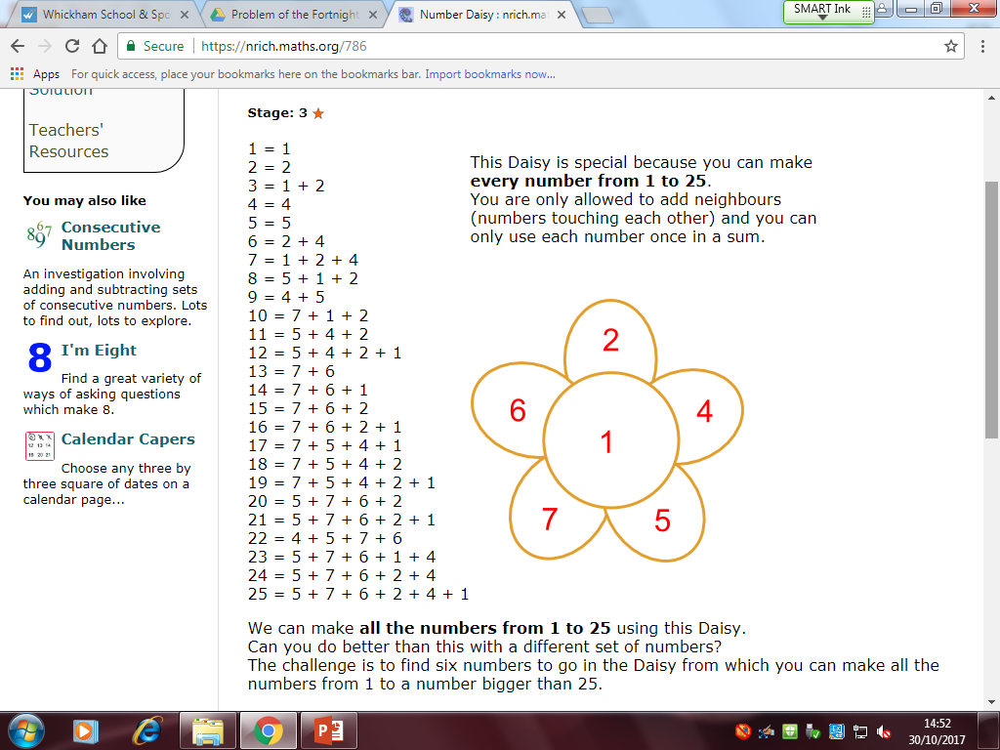 Whickham School & Spo
Problem of the Fortnight
Number Daisy : nrich.ma
SMART Ink
Secure
https://nrich.maths.org/786
Apps
For quick access, place your bookmarks here on the bookmarks bar. Import bookmarks now...
Solution
Teachers'
Resources
You may also like
Consecutive
Numbers
An investigation involving
adding and subtracting sets
of consecutive numbers. Lots
to find out, lots to explore.
8
I'm Eight
Find a great variety of
ways of asking questions
which make 8.
Calendar Capers
Choose any three by
three square of dates on a
calendar page...
Stage: 3
1 = 1
2 = 2
3 = 1 + 2
4 = 4
5 = 5
6 = 2 + 4
7 = 1 + 2 + 4
8 = 5 + 1 + 2
9 = 4 + 5
10 = 7 + 1 + 2
11 = 5 + 4 + 2
12 = 5 + 4 + 2 + 1
13 = 7 + 6
14 = 7 + 6 + 1
15 = 7 + 6 + 2
16 = 7 + 6 + 2 + 1
17 = 7 + 5 + 4 + 1
18 = 7 + 5 + 4 + 2
19 = 7 + 5 + 4 + 2 + 1
20 = 5 + 7 + 6 + 2
21 = 5 + 7 + 6 + 2 + 1
22 = 4 + 5 + 7 + 6
23 = 5 + 7 + 6 + 1 + 4
24 = 5 + 7 + 6 + 2 + 4
25 = 5 + 7 + 6 + 2 + 4 + 1
This Daisy is special because you can make
every number from 1 to 25.
You are only allowed to add neighbours
(numbers touching each other) and you can
only use each number once in a sum.
2
6
4
1
7
5
We can make all the numbers from 1 to 25 using this Daisy.
Can you do better than this with a different set of numbers?
The challenge is to find six numbers to go in the Daisy from which you can make all the
numbers from 1 to a number bigger than 25.
14:52
30/10/2017